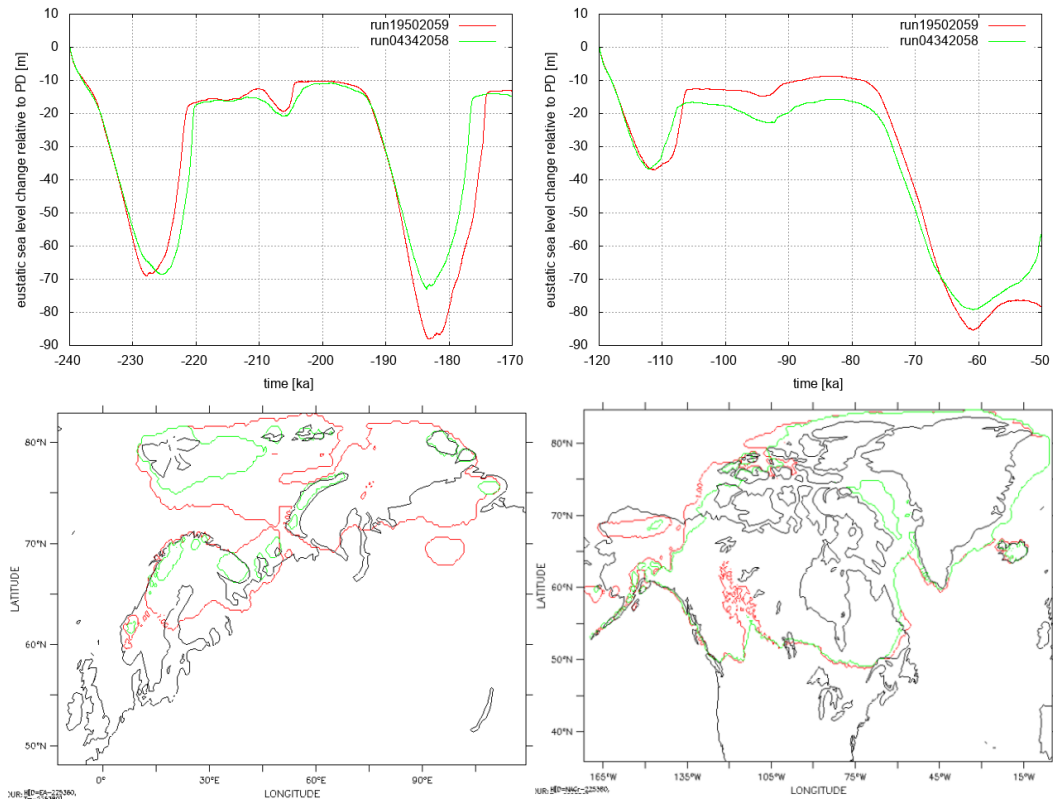 run19502059
run04342058
eustatic sea level change relative to PD [m]
10
0
-10
-20
-30
-40
-50
-60
-70
-80
-90
-240
-230
-220
-210
-200
-190
-180
-170
time [ka]
run19502059
run04342058
eustatic sea level change relative to PD [m]
10
0
-10
-20
-30
-40
-50
-60
-70
-80
-90
-120
-110
-100
-90
-80
-70
-60
-50
time [ka]
LATITUDE
80°N
70°N
60°N
50°N
0°
30°E
60°E
90°E
LONGITUDE
LATITUDE
80°N
70°N
60°N
50°N
40°N
165°W
135°W
105°W
75°W
45°W
15°W
LONGITUDE